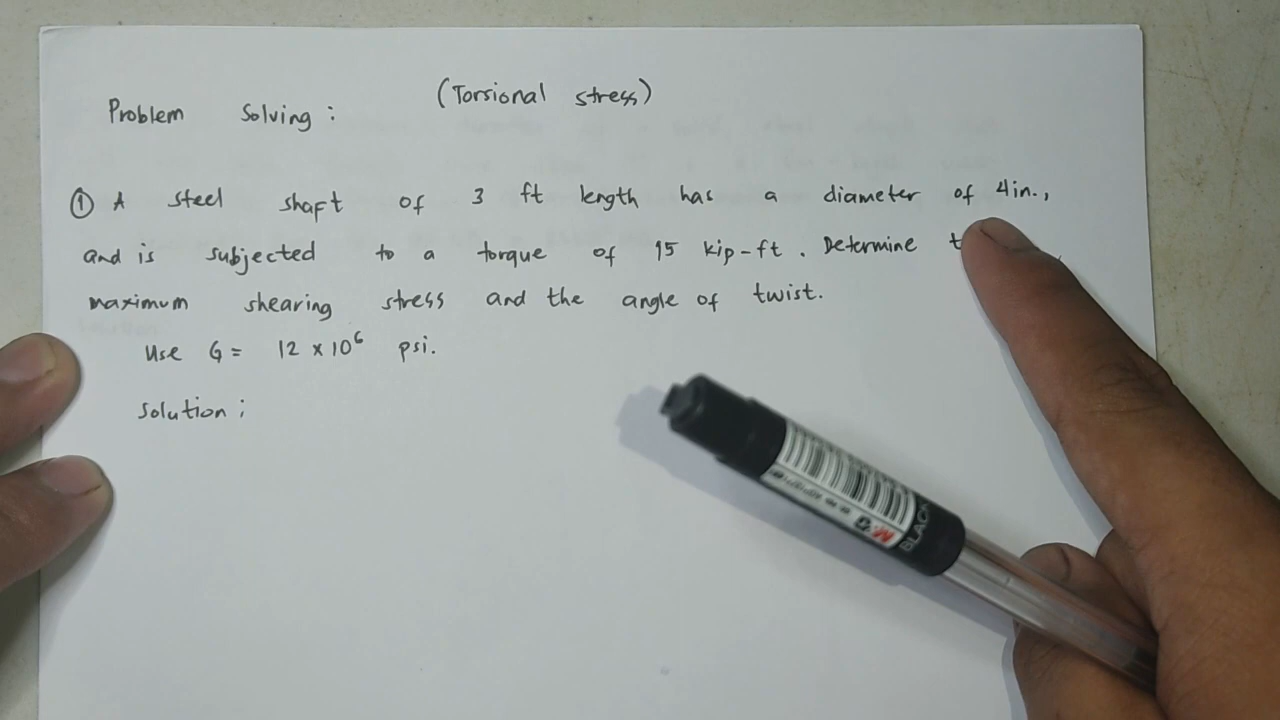 Problem Solving: (Torsional stress)
① A steel shaft of 3 ft length has a diameter of 4in.,
and is subjected to a torque of 15 kip-ft. Determine
maximum shearing stress and the angle of twist.
Use G = 12 x 10⁶ psi.
Solution:
BLACK